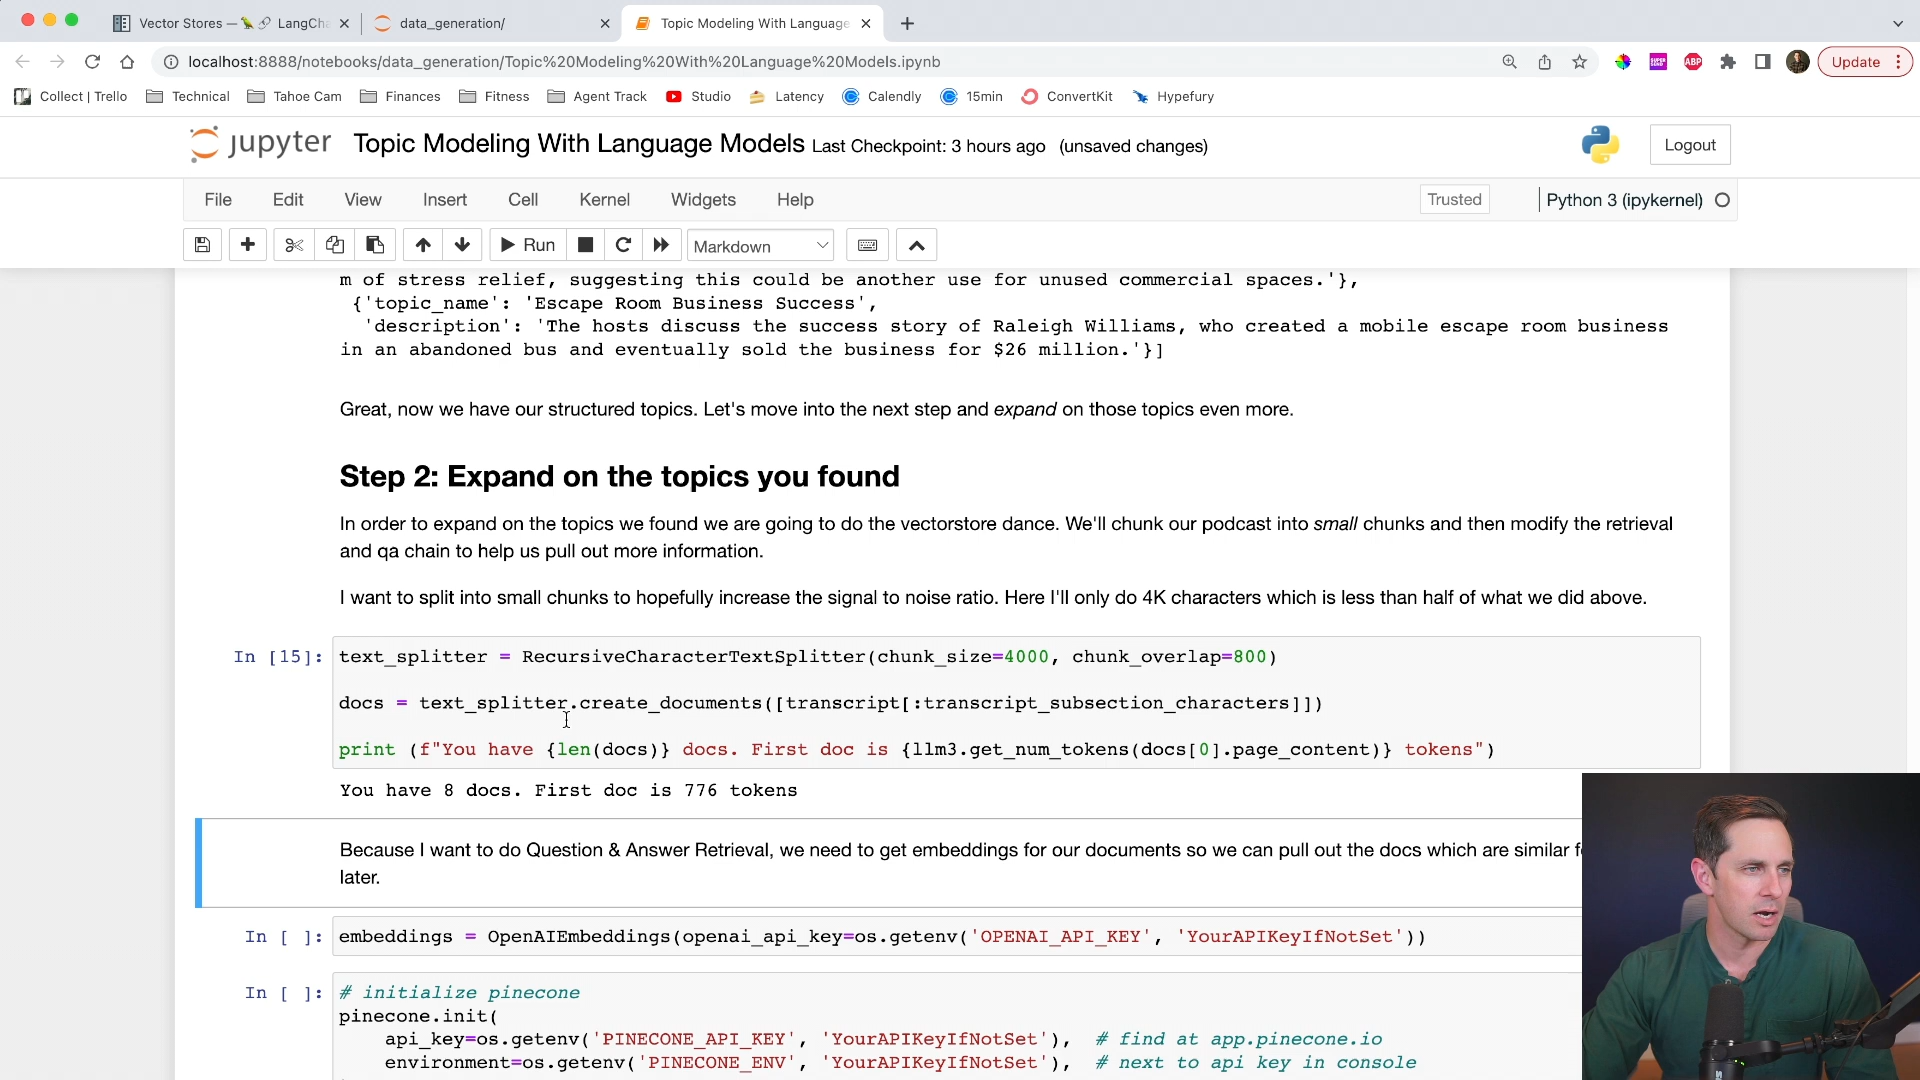 Vector Stores — 🦜🔗 LangCha
data_generation/
Topic Modeling With Language
localhost:8888/notebooks/data_generation/Topic%20Modeling%20With%20Language%20Models.ipynb
ABP
Update
Collect | Trello
Technical
Tahoe Cam
Finances
Fitness
Agent Track
Studio
Latency
Calendly
15min
ConvertKit
Hypefury
jupyter Topic Modeling With Language Models Last Checkpoint: 3 hours ago (unsaved changes)
Logout
File Edit View Insert Cell Kernel Widgets Help
Trusted
Python 3 (ipykernel)
Run
Markdown
m of stress relief, suggesting this could be another use for unused commercial spaces.'},
{'topic_name': 'Escape Room Business Success',
'description': 'The hosts discuss the success story of Raleigh Williams, who created a mobile escape room business
in an abandoned bus and eventually sold the business for $26 million.'}]
Great, now we have our structured topics. Let's move into the next step and expand on those topics even more.
Step 2: Expand on the topics you found
In order to expand on the topics we found we are going to do the vectorstore dance. We'll chunk our podcast into small chunks and then modify the retrieval
and qa chain to help us pull out more information.
I want to split into small chunks to hopefully increase the signal to noise ratio. Here I'll only do 4K characters which is less than half of what we did above.
In [15]: text_splitter = RecursiveCharacterTextSplitter(chunk_size=4000, chunk_overlap=800)
docs = text_splitter.create_documents([transcript[:transcript_subsection_characters]])
print (f"You have {len(docs)} docs. First doc is {llm3.get_num_tokens(docs[0].page_content)} tokens")
You have 8 docs. First doc is 776 tokens
Because I want to do Question & Answer Retrieval, we need to get embeddings for our documents so we can pull out the docs which are similar
later.
In [ ]: embeddings = OpenAIEmbeddings(openai_api_key=os.getenv('OPENAI_API_KEY', 'YourAPIKeyIfNotSet'))
In [ ]: # initialize pinecone
pinecone.init(
api_key=os.getenv('PINECONE_API_KEY', 'YourAPIKeyIfNotSet'),  # find at app.pinecone.io
environment=os.getenv('PINECONE_ENV', 'YourAPIKeyIfNotSet'),  # next to api key in console